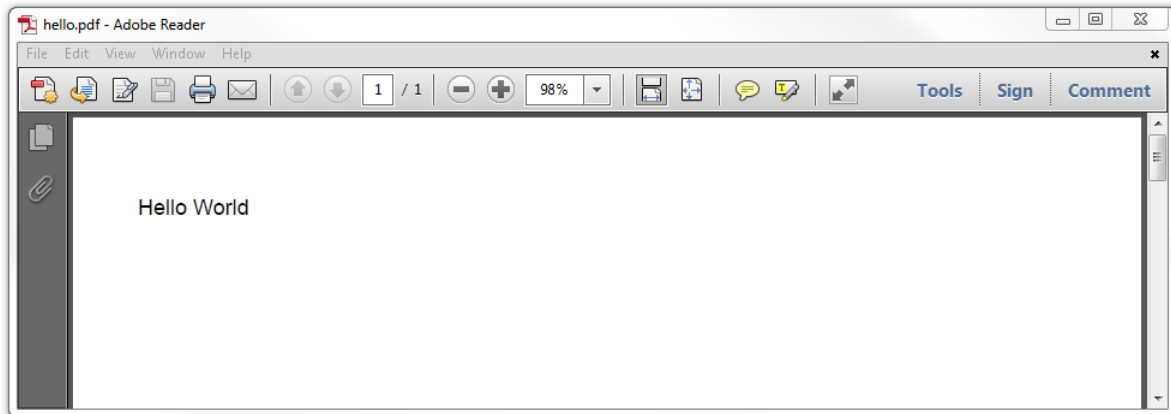 hello.pdf - Adobe Reader
File Edit View Window Help
1 / 1 98% T Tools Sign Comment
Hello World